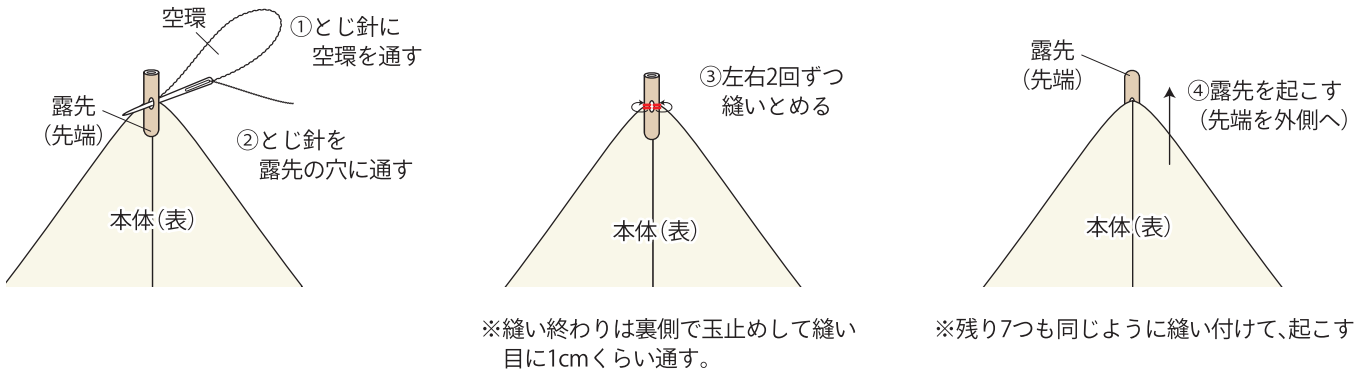 空環
①とじ針に
空環を通す
露先
（先端）
②とじ針を
露先の穴に通す
本体（表）
③左右2回ずつ
縫いとめる
本体（表）
※縫い終わりは裏側で玉止めして縫い
目に1cmくらい通す。
露先
（先端）
④露先を起こす
（先端を外側へ）
本体（表）
※残り7つも同じように縫い付けて、起こす